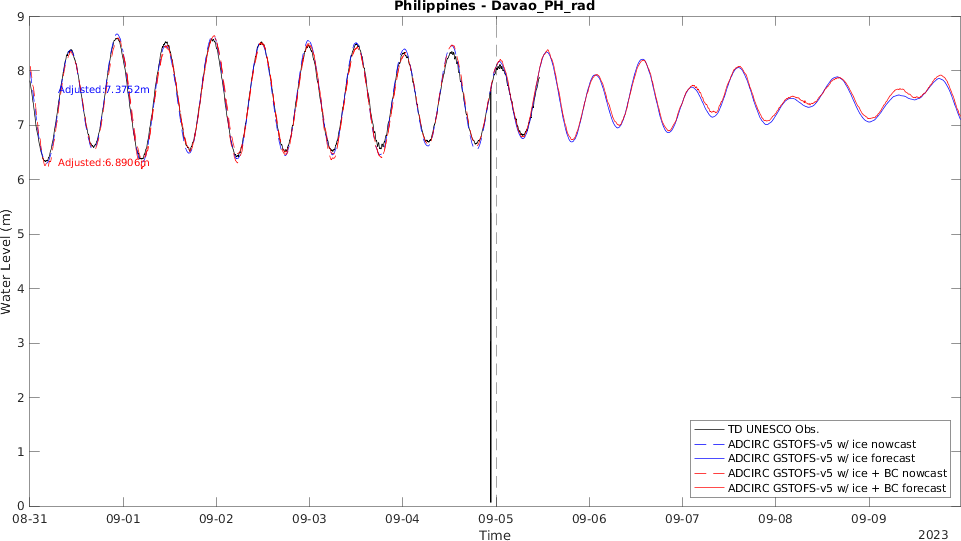 Philippines - Davao_PH_rad
9
8
7
6
5
4
3
2
1
0
Water Level (m)
Adjusted:7.3752m
Adjusted:6.8906m
TD UNESCO Obs.
ADCIRC GSTOFS-v5 w/ ice nowcast
ADCIRC GSTOFS-v5 w/ ice forecast
ADCIRC GSTOFS-v5 w/ ice + BC nowcast
ADCIRC GSTOFS-v5 w/ ice + BC forecast
08-31 09-01 09-02 09-03 09-04 09-05 09-06 09-07 09-08 09-09
Time
2023